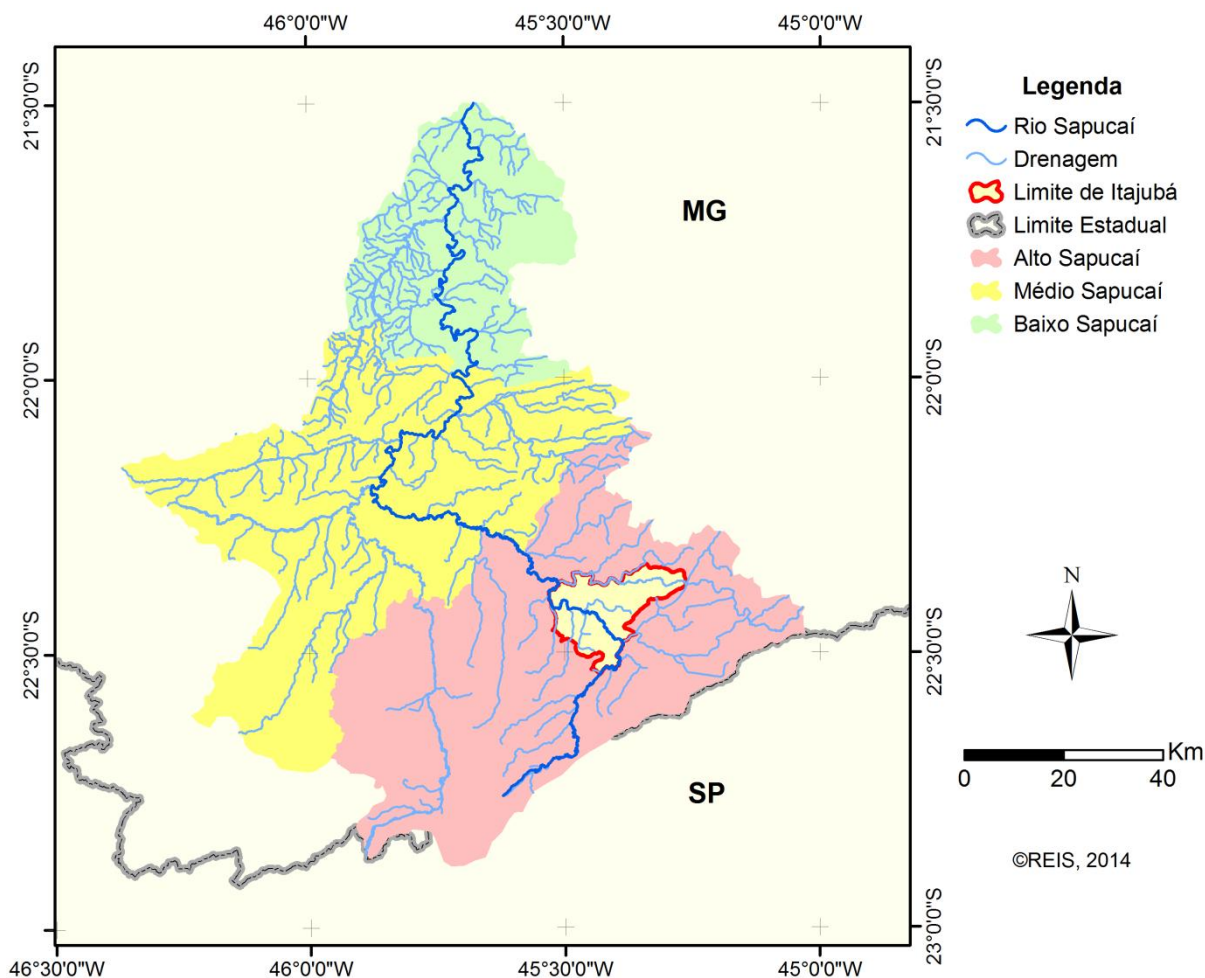 46°0'0"W 45°30'0"W 45°0'0"W
21°30'0"S
22°0'0"S
22°30'0"S
21°30'0"S
22°0'0"S
22°30'0"S
23°0'0"S
46°30'0"W 46°0'0"W 45°30'0"W 45°0'0"W
MG
SP
Legenda
Rio Sapucaí
Drenagem
Limite de Itajubá
Limite Estadual
Alto Sapucaí
Médio Sapucaí
Baixo Sapucaí
N
Km
0 20 40
©REIS, 2014